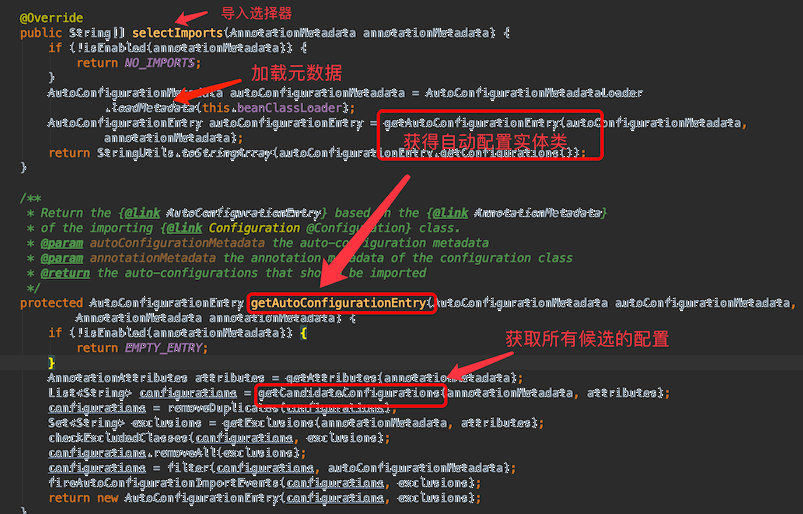 @Override
导入选择器
public String[] selectImports(AnnotationMetadata annotationMetadata) {
if (!isEnabled(annotationMetadata)) {
return NO_IMPORTS;
}
加载元数据
AutoConfigurationMetadata autoConfigurationMetadata = AutoConfigurationMetadataLoader
.loadMetadata(this.beanClassLoader);
AutoConfigurationEntry autoConfigurationEntry = getAutoConfigurationEntry(autoConfigurationMetadata,
annotationMetadata);
获得自动配置实体类
return StringUtils.toStringArray(autoConfigurationEntry.getConfigurations());
}
/**
* Return the {@link AutoConfigurationEntry} based on the {@link AnnotationMetadata}
* of the importing {@link Configuration @Configuration} class.
* @param autoConfigurationMetadata the auto-configuration metadata
* @param annotationMetadata the annotation metadata of the configuration class
* @return the auto-configurations that should be imported
*/
protected AutoConfigurationEntry getAutoConfigurationEntry(AutoConfigurationMetadata autoConfigurationMetadata,
AnnotationMetadata annotationMetadata) {
if (!isEnabled(annotationMetadata)) {
return EMPTY_ENTRY;
获取所有候选的配置
}
AnnotationAttributes attributes = getAttributes(annotationMetadata);
List<String> configurations = getCandidateConfigurations(annotationMetadata, attributes);
configurations = removeDuplicates(configurations);
Set<String> exclusions = getExclusions(annotationMetadata, attributes);
checkExcludedClasses(configurations, exclusions);
configurations.removeAll(exclusions);
configurations = filter(configurations, autoConfigurationMetadata);
fireAutoConfigurationImportEvents(configurations, exclusions);
return new AutoConfigurationEntry(configurations, exclusions);
}